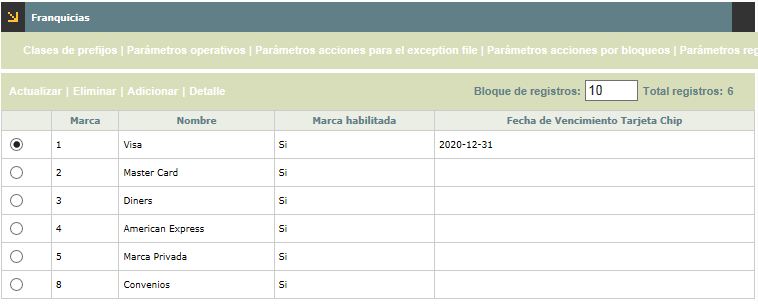 Franquicias
Clases de prefijos | Parámetros operativos | Parámetros acciones para el exception file | Parámetros acciones por bloqueos | Parámetros reg
Actualizar | Eliminar | Adicionar | Detalle Bloque de registros: 10 Total registros: 6
Marca Nombre Marca habilitada Fecha de Vencimiento Tarjeta Chip
1 Visa Si 2020-12-31
2 Master Card Si
3 Diners Si
4 American Express Si
5 Marca Privada Si
8 Convenios Si